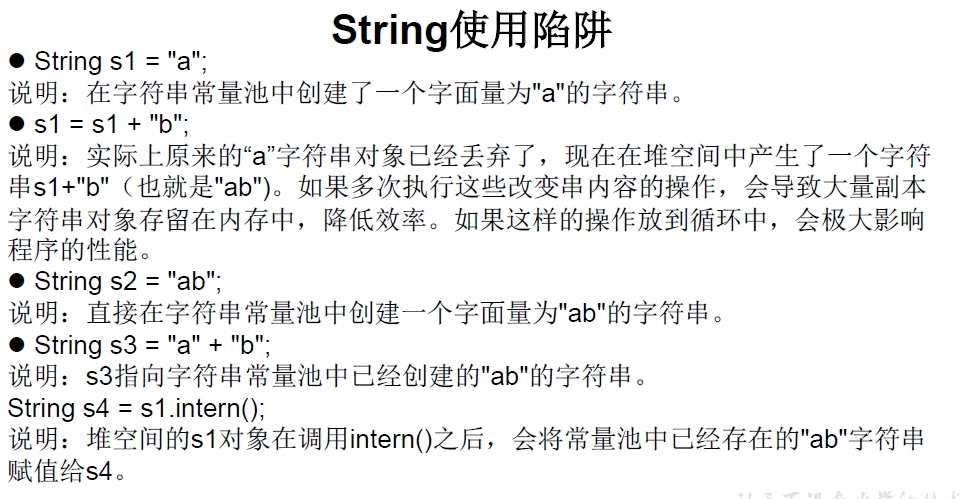 String使用陷阱
● String s1 = "a";
说明：在字符串常量池中创建了一个字面量为"a"的字符串。
● s1 = s1 + "b";
说明：实际上原来的“a”字符串对象已经丢弃了，现在在堆空间中产生了一个字符
串s1+"b"（也就是"ab")。如果多次执行这些改变串内容的操作，会导致大量副本
字符串对象存留在内存中，降低效率。如果这样的操作放到循环中，会极大影响
程序的性能。
● String s2 = "ab";
说明：直接在字符串常量池中创建一个字面量为"ab"的字符串。
● String s3 = "a" + "b";
说明：s3指向字符串常量池中已经创建的"ab"的字符串。
String s4 = s1.intern();
说明：堆空间的s1对象在调用intern()之后，会将常量池中已经存在的"ab"字符串
赋值给s4。